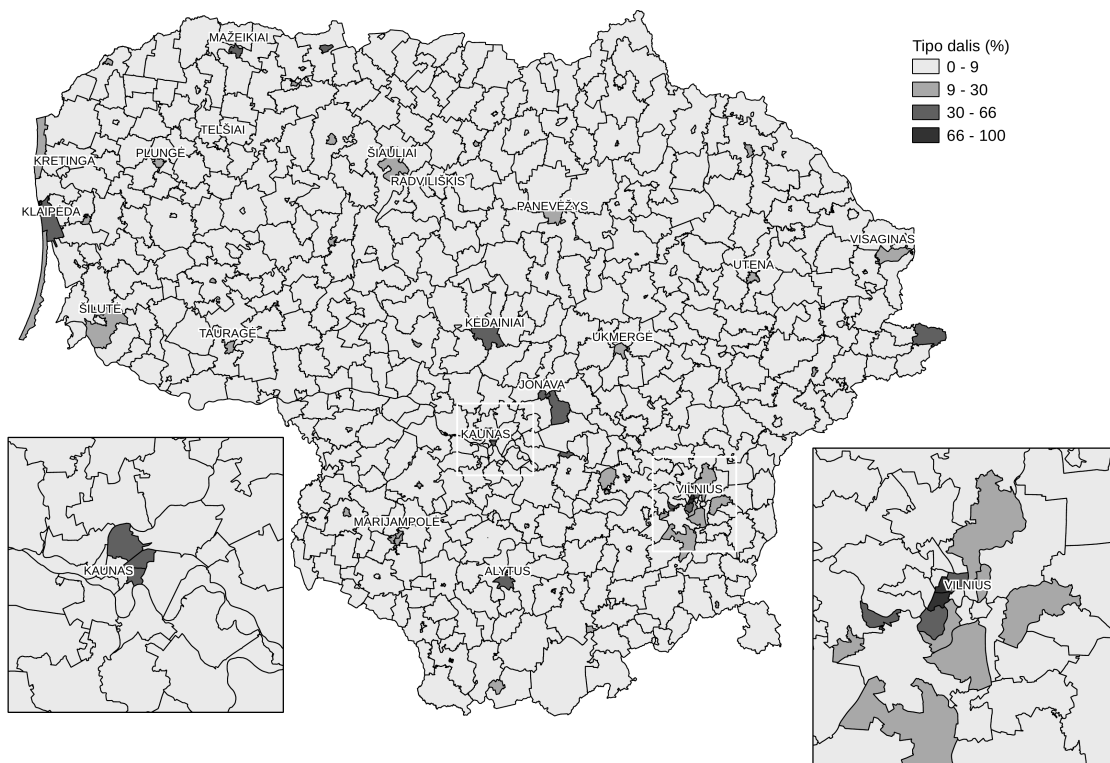 Tipo dalis (%)
0 - 9
9 - 30
30 - 66
66 - 100
MAŽEIKIAI
TELŠIAI
KRETINGA
PLUNGĖ
ŠIAULIAI
RADVILIŠKIS
KLAIPĖDA
PANEVĖŽYS
VISAGINAS
UTENA
ŠILUTĖ
TAURAGĖ
KĖDAINIAI
UKMERGĖ
JONAVA
KAUNAS
VILNIUS
MARIJAMPOLĖ
ALYTUS
KAUNAS
VILNIUS